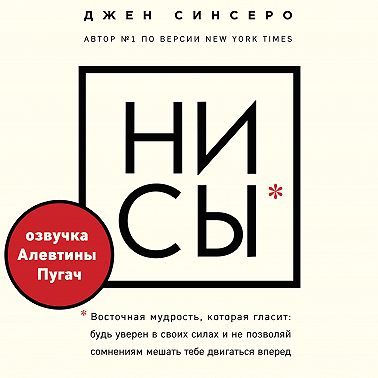 ДЖЕН СИНСЕРО
АВТОР №1 ПО ВЕРСИИ NEW YORK TIMES
НИ
СЫ*
озвучка
Алевтины
Пугач
* Восточная мудрость, которая гласит:
будь уверен в своих силах и не позволяй
сомнениям мешать тебе двигаться вперед